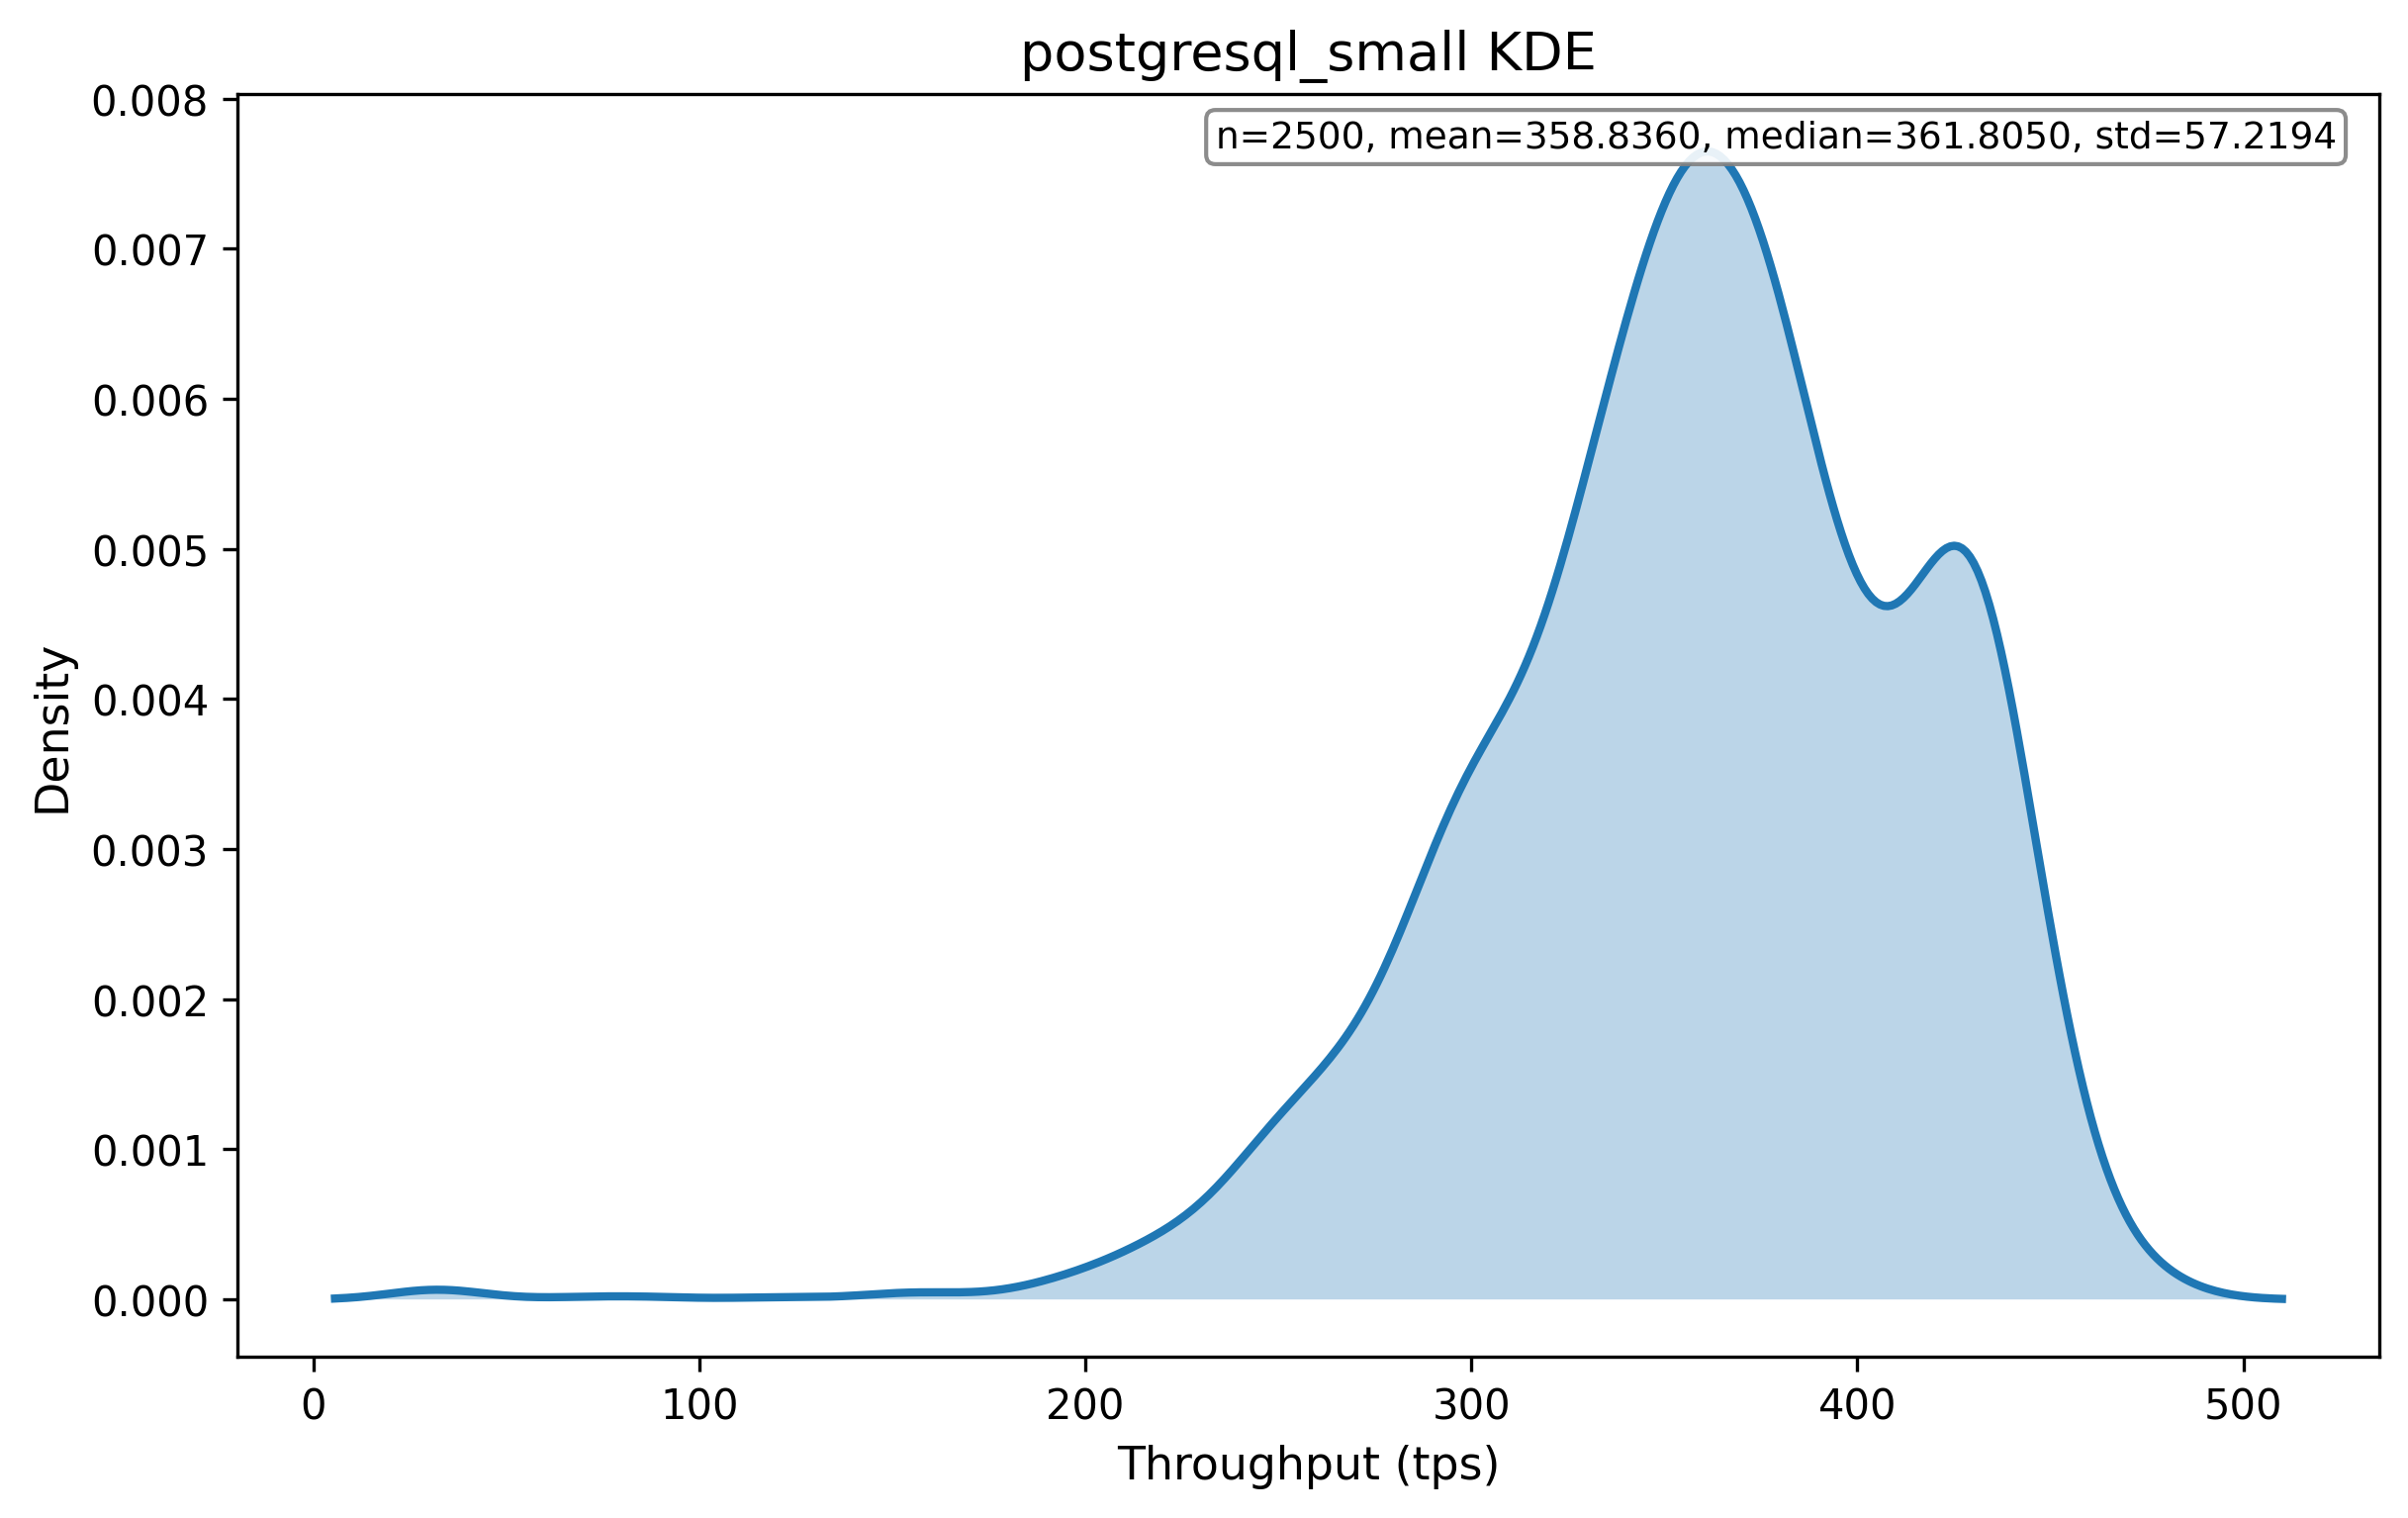 postgresql_small KDE
n=2500, mean=358.8360, median=361.8050, std=57.2194
0.008
0.007
0.006
0.005
0.004
0.003
0.002
0.001
0.000
Density
0 100 200 300 400 500
Throughput (tps)